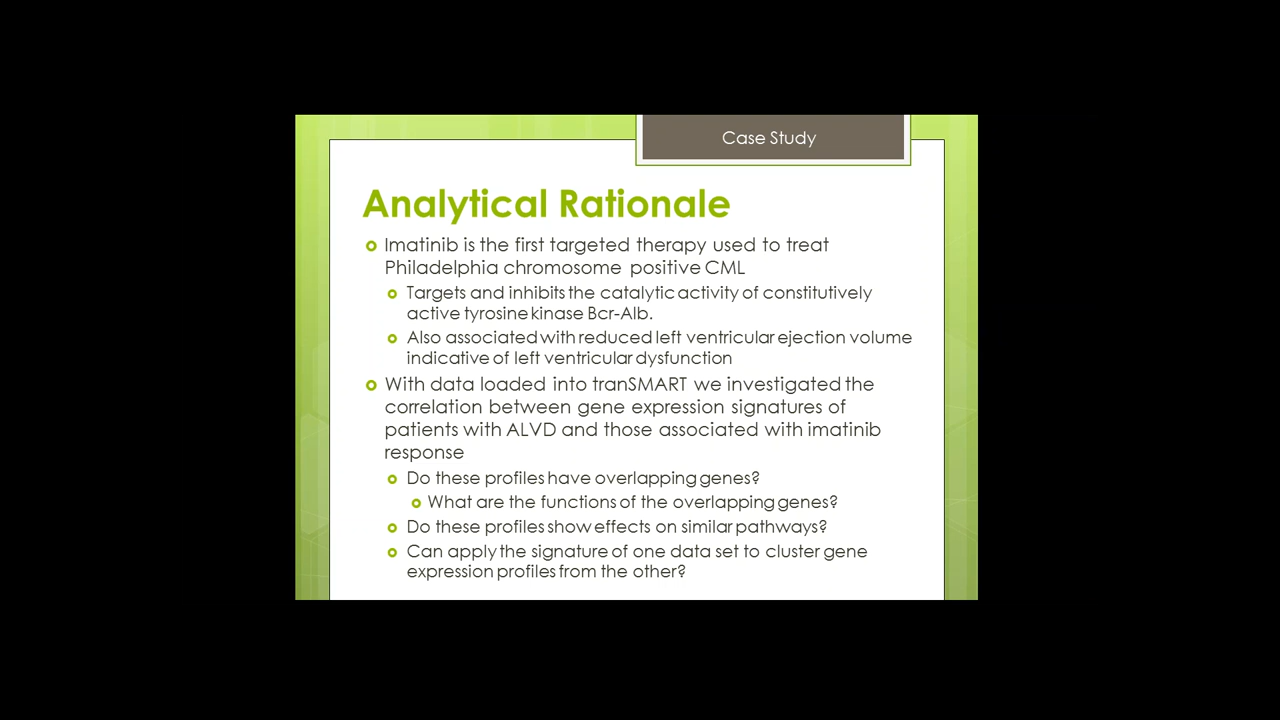 Case Study
Analytical Rationale
Imatinib is the first targeted therapy used to treat
Philadelphia chromosome positive CML
Targets and inhibits the catalytic activity of constitutively
active tyrosine kinase Bcr-Alb.
Also associated with reduced left ventricular ejection volume
indicative of left ventricular dysfunction
With data loaded into tranSMART we investigated the
correlation between gene expression signatures of
patients with ALVD and those associated with imatinib
response
Do these profiles have overlapping genes?
What are the functions of the overlapping genes?
Do these profiles show effects on similar pathways?
Can apply the signature of one data set to cluster gene
expression profiles from the other?